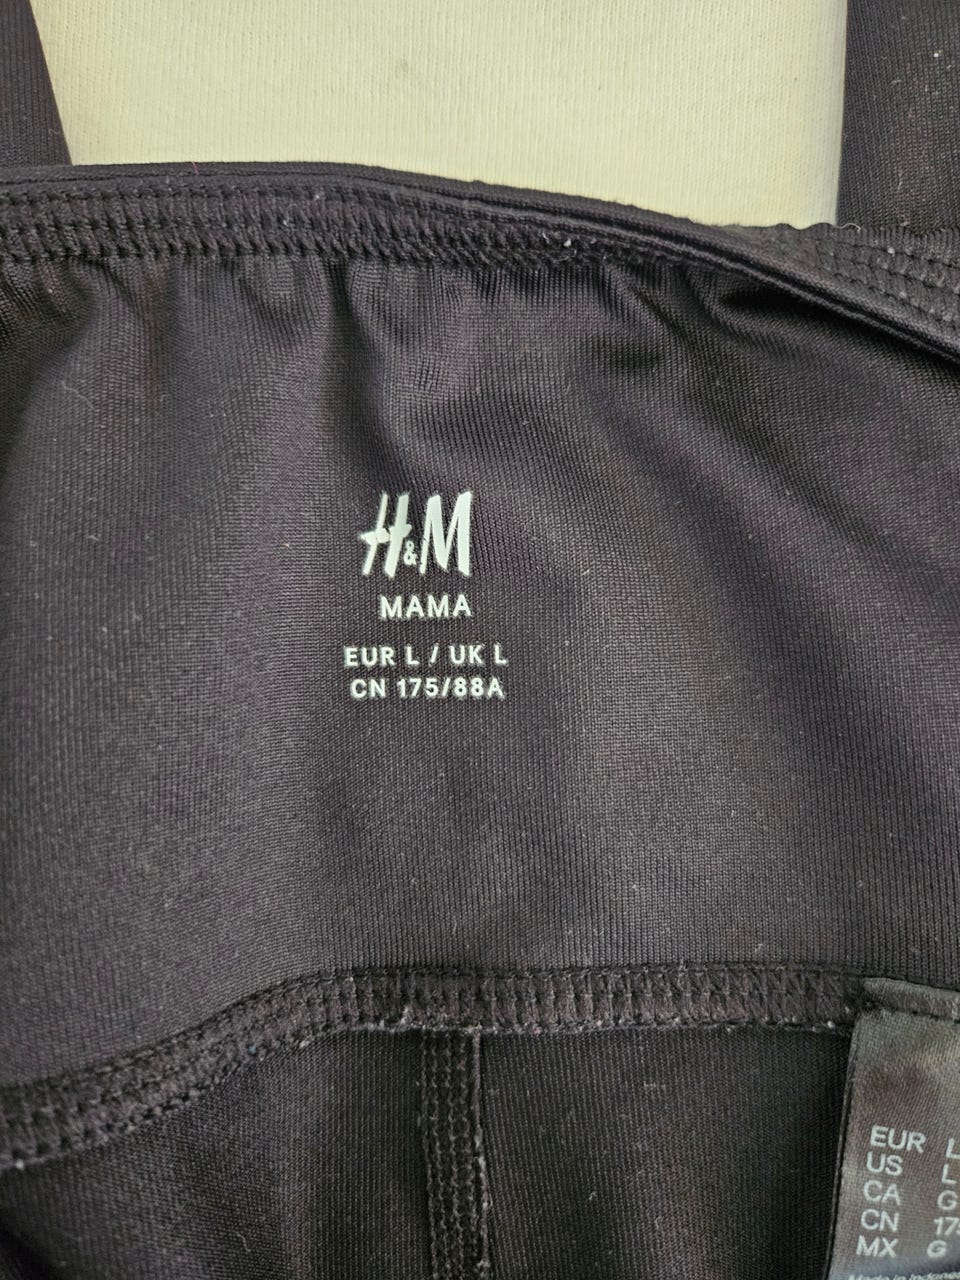 H&M
MAMA
EUR L / UK L
CN 175/88A
EUR L
US L
CA G
CN
MX G